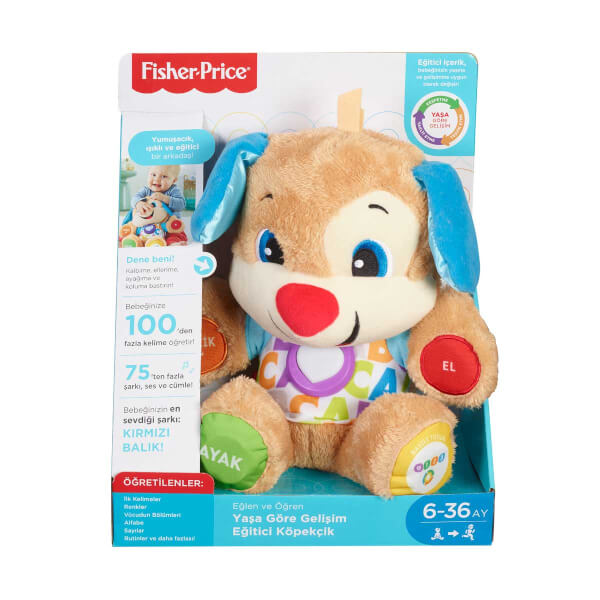 Fisher-Price
Eğitici içerik,
bebeğinizin yaşına
ve gelişimine uygun
olarak değişir!
YAŞA
GÖRE
GELİŞİM
Yumuşacık,
ışıklı ve eğitici
bir arkadaş!
Dene beni!
Kalbime, ellerime,
ayağıma ve
koluma bastırın!
Bebeğinize
100'den
fazla kelime öğretir!
75'ten fazla
şarkı, ses ve cümle!
Bebeğinizin en
sevdiği şarkı:
KIRMIZI
BALIK!
EL
AYAK
ABC
ÖĞRETİLENLER:
İlk Kelimeler
Renkler
Vücudun Bölümleri
Alfabe
Sayılar
Rutinler ve daha fazlası!
Eğlen ve Öğren
Yaşa Göre Gelişim
Eğitici Köpekçik
6-36 AY